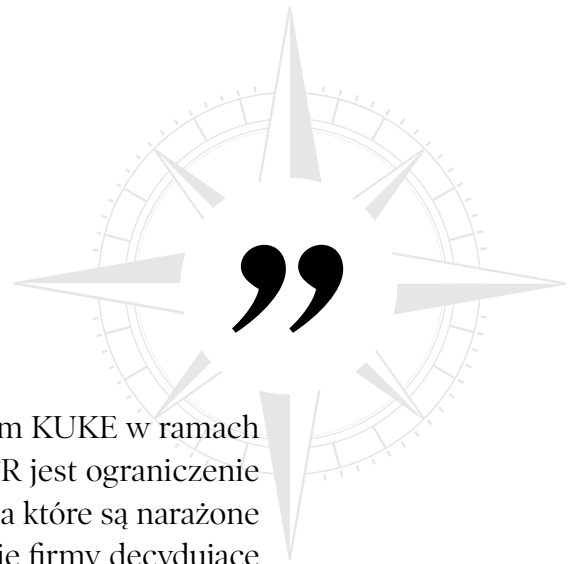 ”
m KUKE w ramach
R jest ograniczenie
a które są narażone
ie firmy decydujące